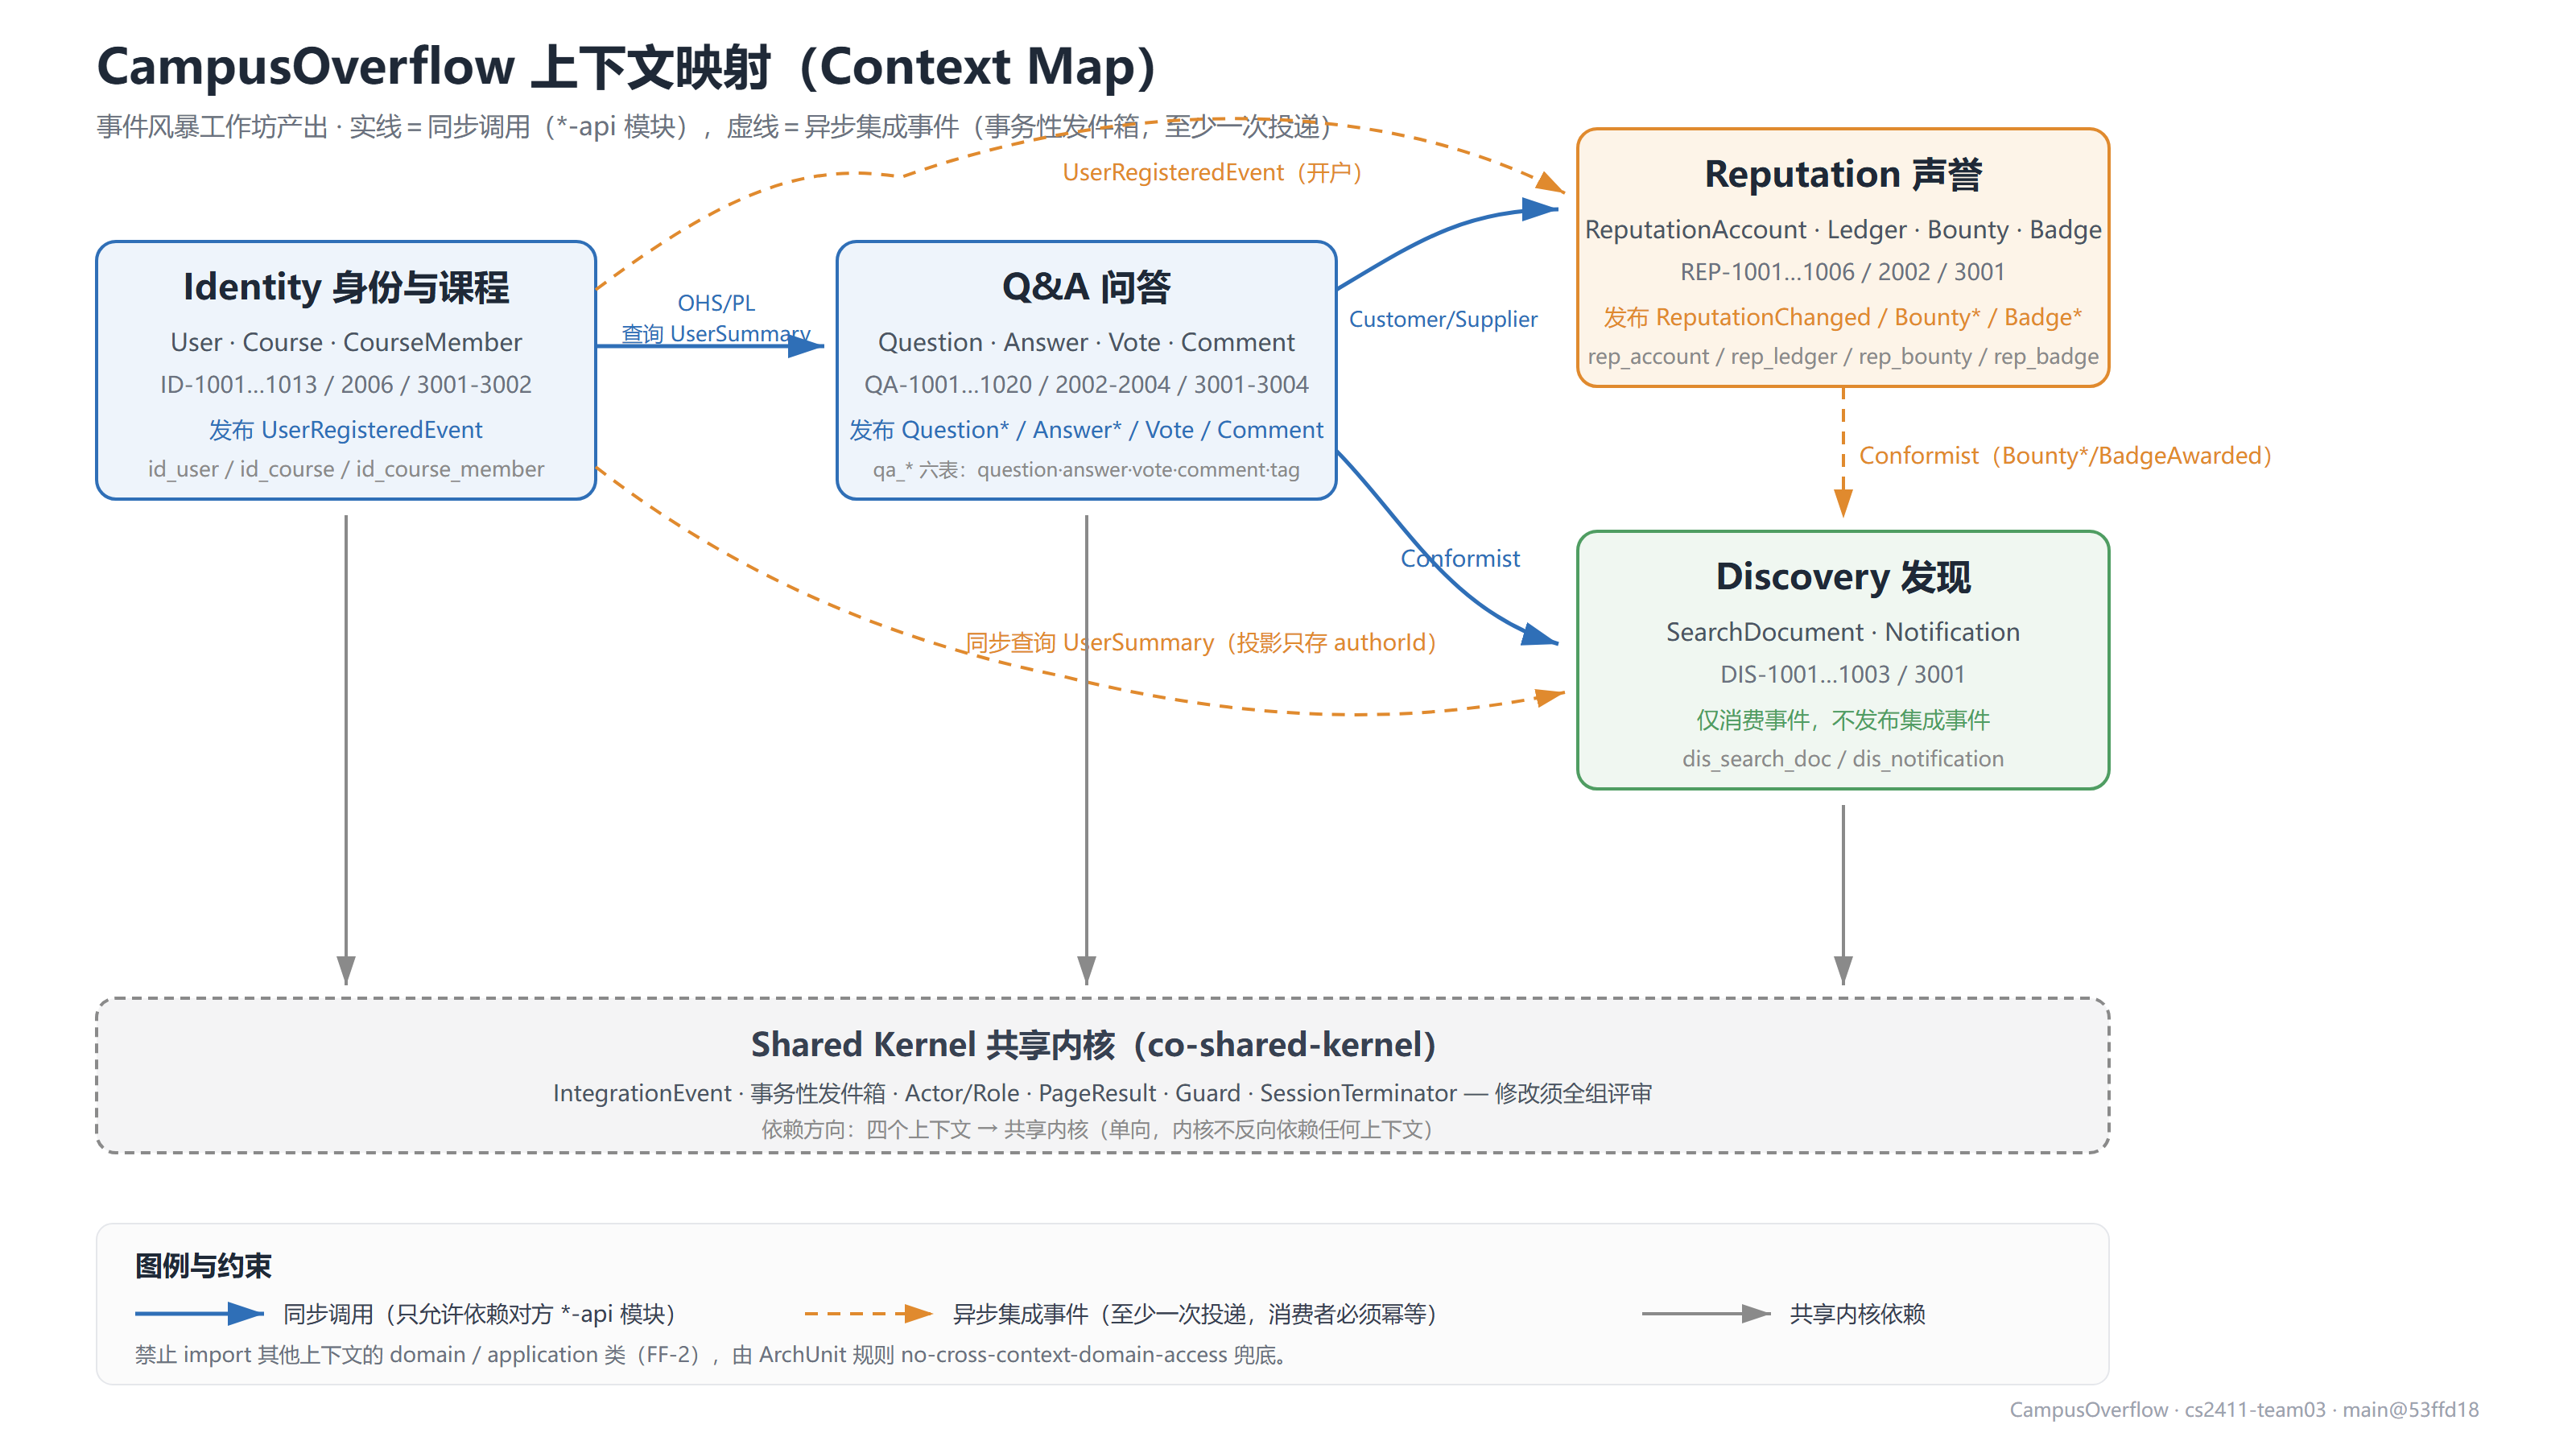 CampusOverflow 上下文映射（Context Map）
事件风暴工作坊产出 · 实线 = 同步调用（*-api 模块），虚线 = 异步集成事件（事务性发件箱，至少一次投递）
UserRegisteredEvent（开户）
Reputation 声誉
ReputationAccount · Ledger · Bounty · Badge
REP-1001…1006 / 2002 / 3001
发布 ReputationChanged / Bounty* / Badge*
rep_account / rep_ledger / rep_bounty / rep_badge
Identity 身份与课程
User · Course · CourseMember
ID-1001…1013 / 2006 / 3001-3002
发布 UserRegisteredEvent
id_user / id_course / id_course_member
OHS/PL
查询 UserSummary
Q&A 问答
Question · Answer · Vote · Comment
QA-1001…1020 / 2002-2004 / 3001-3004
发布 Question* / Answer* / Vote / Comment
qa_* 六表：question·answer·vote·comment·tag
Customer/Supplier
Conformist（Bounty*/BadgeAwarded）
Conformist
同步查询 UserSummary（投影只存 authorId）
Discovery 发现
SearchDocument · Notification
DIS-1001…1003 / 3001
仅消费事件，不发布集成事件
dis_search_doc / dis_notification
Shared Kernel 共享内核（co-shared-kernel）
IntegrationEvent · 事务性发件箱 · Actor/Role · PageResult · Guard · SessionTerminator — 修改须全组评审
依赖方向：四个上下文 → 共享内核（单向，内核不反向依赖任何上下文）
图例与约束
同步调用（只允许依赖对方 *-api 模块）
异步集成事件（至少一次投递，消费者必须幂等）
共享内核依赖
禁止 import 其他上下文的 domain / application 类（FF-2），由 ArchUnit 规则 no-cross-context-domain-access 兜底。
CampusOverflow · cs2411-team03 · main@53ffd18